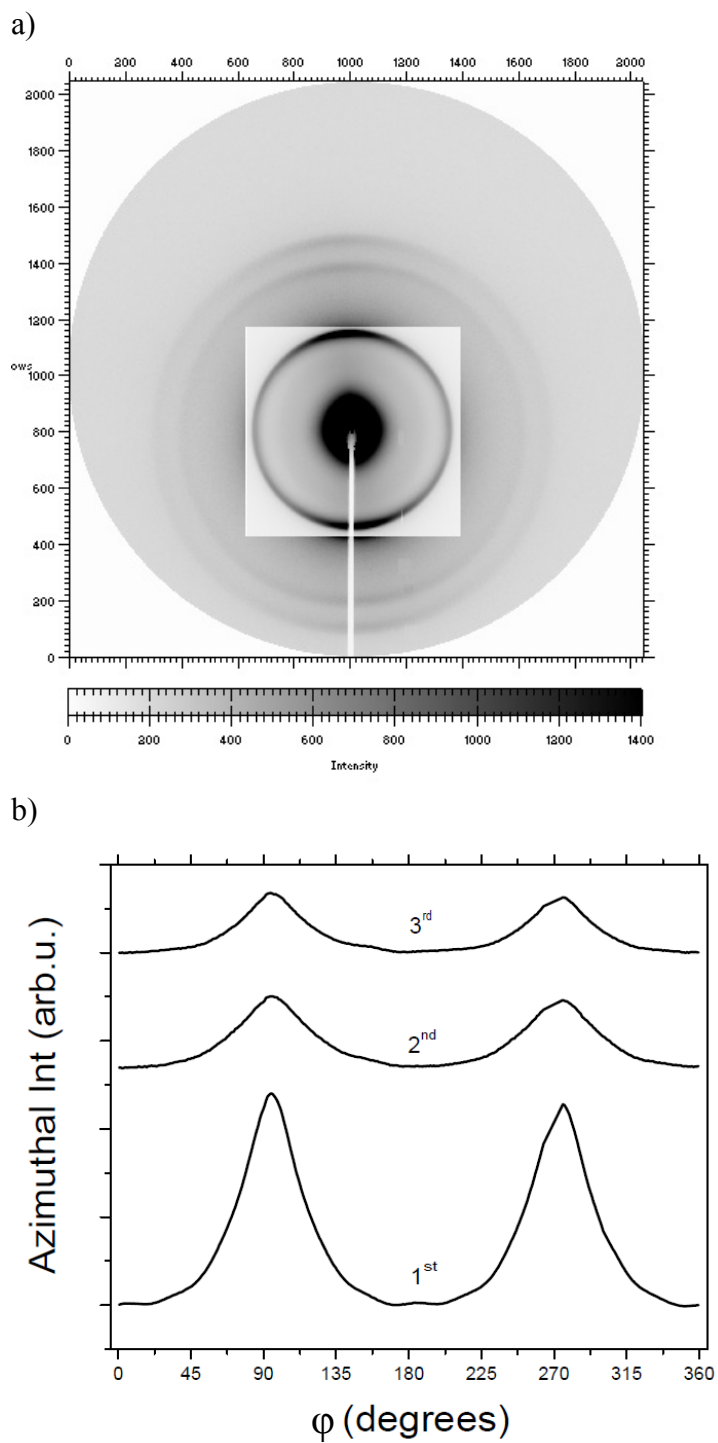 a)
0 200 400 600 800 1000 1200 1400 1600 1800 2000
2000
1800
1600
1400
1200
1000
ows
800
600
400
200
0
0 200 400 600 800 1000 1200 1400
Intensity
b)
3rd
2nd
1st
Azimuthal Int (arb.u.)
0 45 90 135 180 225 270 315 360
φ (degrees)